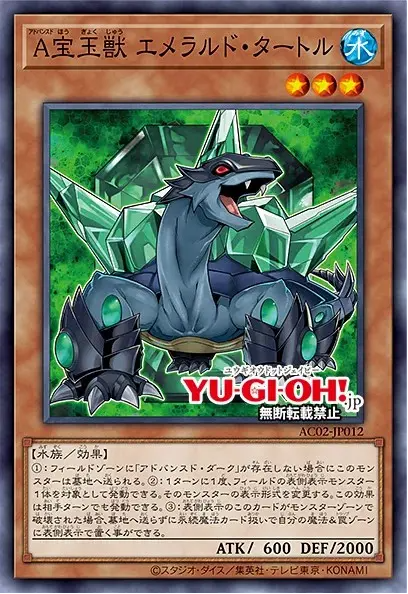 アドバンスド ほう ぎょく じゅう
A宝玉獣 エメラルド・タートル
水
ユウギオウドットジェイピー
YU-GI-OH!.jp
無断転載禁止
AC02-JP012
【水族／効果】
①：フィールドゾーンに「アドバンスド・ダーク」が存在しない場合にこのモン
スターは墓地へ送られる。②：1ターンに1度、フィールドの表側表示モンスター
1体を対象として発動できる。そのモンスターの表示形式を変更する。この効果
は相手ターンでも発動できる。③：表側表示のこのカードがモンスターゾーンで
破壊された場合、墓地へ送らずに永続魔法カード扱いで自分の魔法＆罠ゾーン
に表側表示で置く事ができる。
ATK/ 600 DEF/2000
©スタジオ・ダイス／集英社・テレビ東京・KONAMI